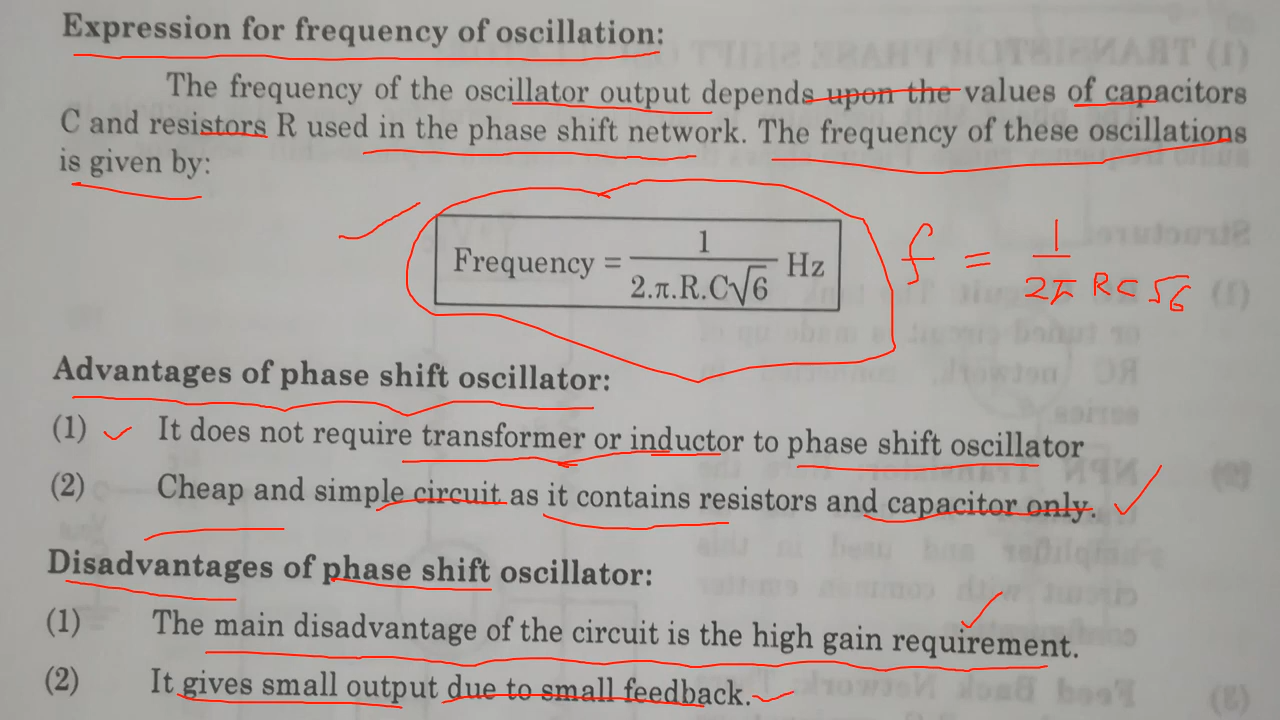 Expression for frequency of oscillation:
The frequency of the oscillator output depends upon the values of capacitors
C and resistors R used in the phase shift network. The frequency of these oscillations
is given by:
Frequency = 1 / 2.π.R.C√6 Hz
f = 1 / 2π RC √6
Advantages of phase shift oscillator:
(1) It does not require transformer or inductor to phase shift oscillator
(2) Cheap and simple circuit as it contains resistors and capacitor only.
Disadvantages of phase shift oscillator:
(1) The main disadvantage of the circuit is the high gain requirement.
(2) It gives small output due to small feedback.